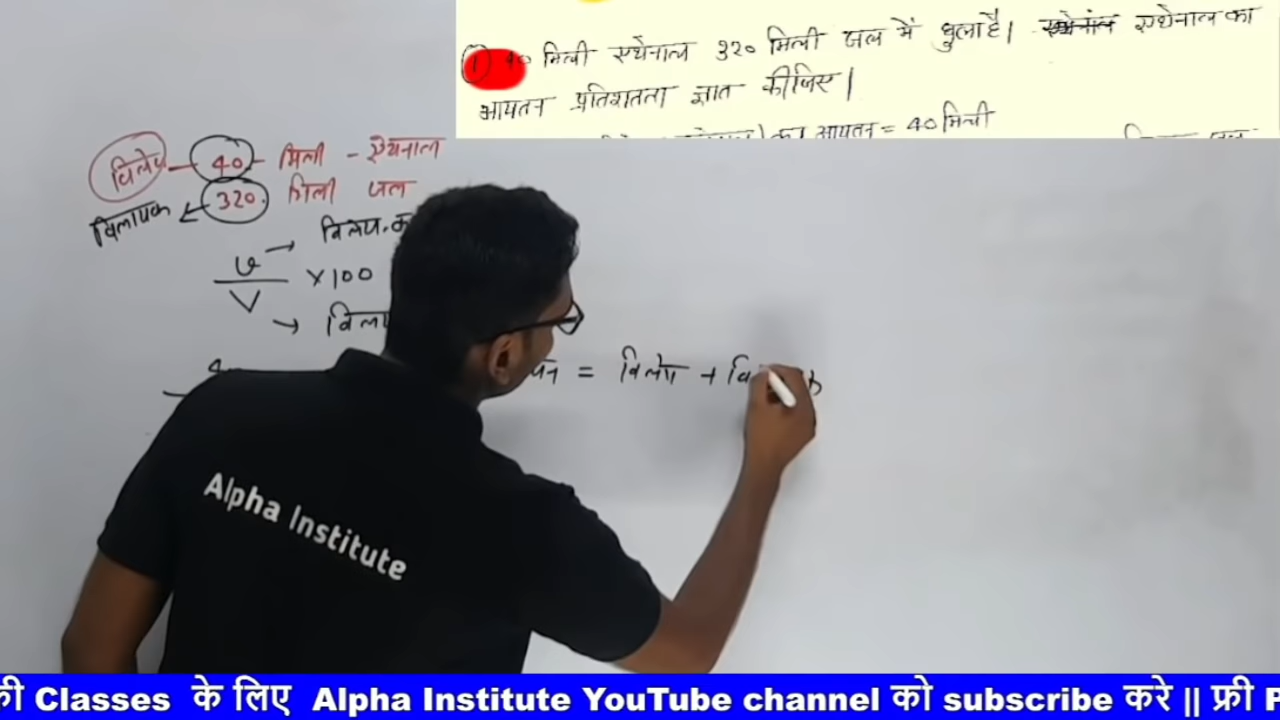 ① 40 मिली एथेनाल 320 मिली जल में घुला है। एथेनाल का
आयतन प्रतिशतता ज्ञात कीजिए।
का आयतन = 40 मिली
विलेय - 40 - मिली - एथेनाल
विलायक ← 320 मिली जल
v → विलेय
V × 100
→
= विलेय +
Alpha Institute
की Classes के लिए Alpha Institute YouTube channel को subscribe करे || फ्री